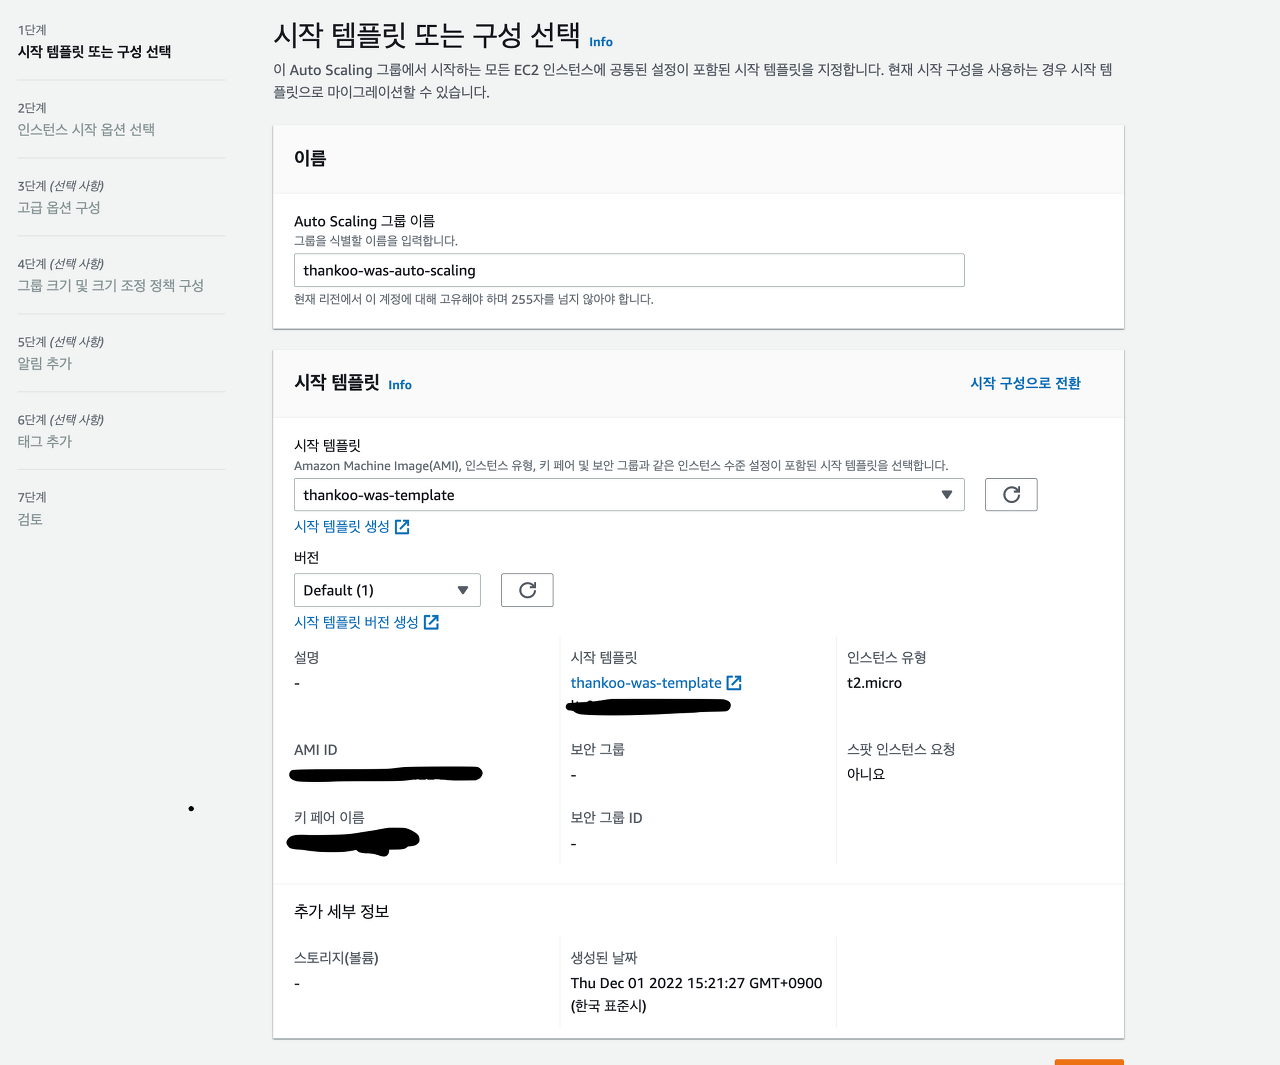 1단계
시작 템플릿 또는 구성 선택
2단계
인스턴스 시작 옵션 선택
3단계 (선택 사항)
고급 옵션 구성
4단계 (선택 사항)
그룹 크기 및 크기 조정 정책 구성
5단계 (선택 사항)
알림 추가
6단계 (선택 사항)
태그 추가
7단계
검토
시작 템플릿 또는 구성 선택 Info
이 Auto Scaling 그룹에서 시작하는 모든 EC2 인스턴스에 공통된 설정이 포함된 시작 템플릿을 지정합니다. 현재 시작 구성을 사용하는 경우 시작 템
플릿으로 마이그레이션할 수 있습니다.
이름
Auto Scaling 그룹 이름
그룹을 식별할 이름을 입력합니다.
thankoo-was-auto-scaling
현재 리전에서 이 계정에 대해 고유해야 하며 255자를 넘지 않아야 합니다.
시작 템플릿 Info
시작 구성으로 전환
시작 템플릿
Amazon Machine Image(AMI), 인스턴스 유형, 키 페어 및 보안 그룹과 같은 인스턴스 수준 설정이 포함된 시작 템플릿을 선택합니다.
thankoo-was-template
시작 템플릿 생성
버전
Default (1)
시작 템플릿 버전 생성
설명
-
시작 템플릿
thankoo-was-template
인스턴스 유형
t2.micro
AMI ID
보안 그룹
-
스팟 인스턴스 요청
아니요
키 페어 이름
보안 그룹 ID
-
추가 세부 정보
스토리지(볼륨)
-
생성된 날짜
Thu Dec 01 2022 15:21:27 GMT+0900
(한국 표준시)